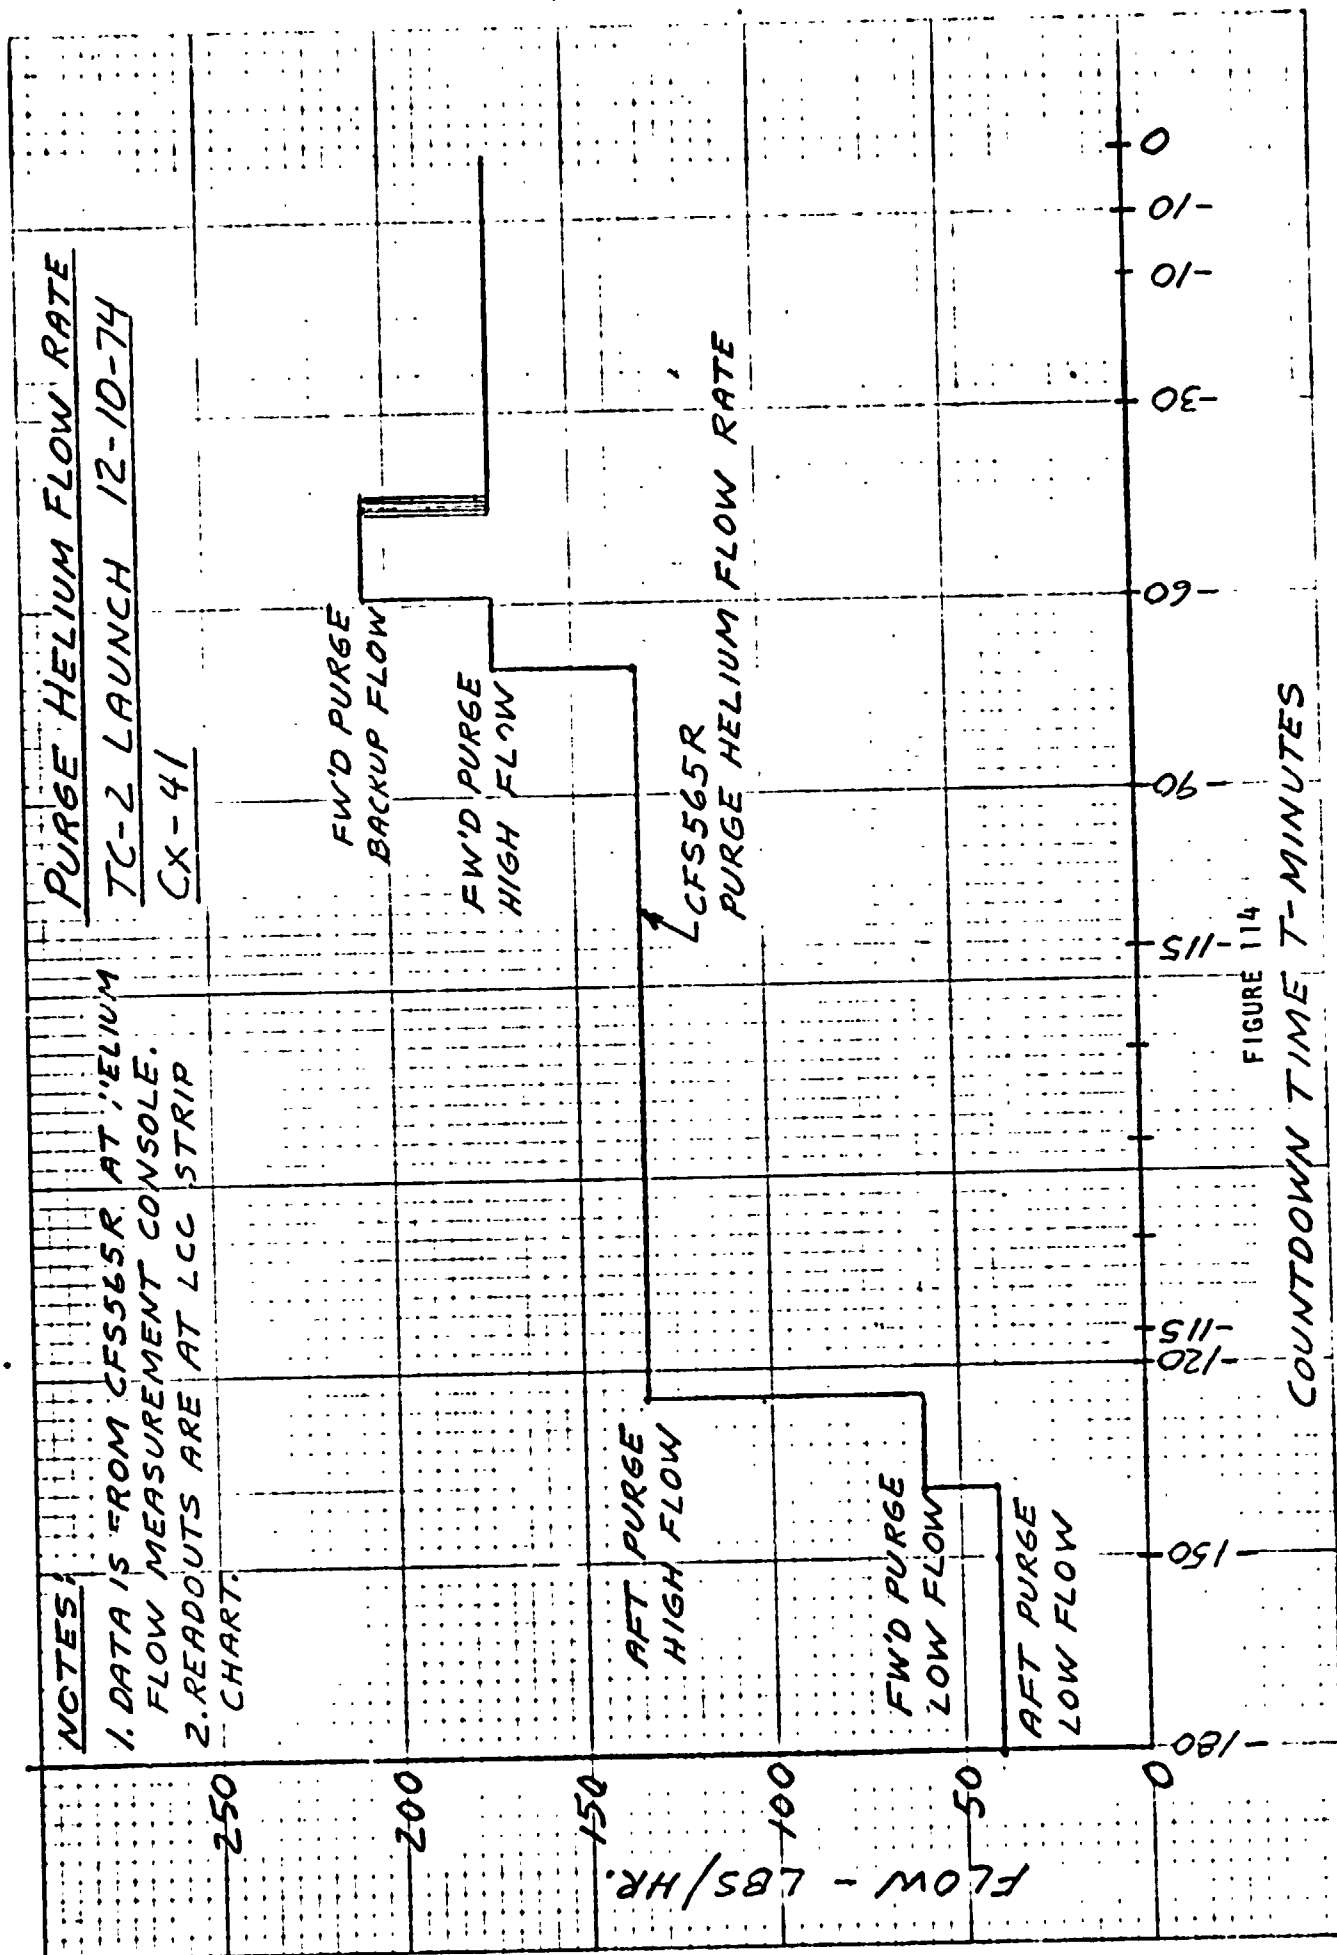 PURGE HELIUM FLOW RATE
TC-2 LAUNCH 12-10-74
CX-41
NOTES:
1. DATA IS FROM CFS565R AT HELIUM
FLOW MEASUREMENT CONSOLE.
2. READOUTS ARE AT LCC STRIP
CHART.
FLOW - LBS/HR.
250
200
150
100
50
0
FW'D PURGE
BACKUP FLOW
FW'D PURGE
HIGH FLOW
CFS565R
PURGE HELIUM FLOW RATE
AFT PURGE
HIGH FLOW
FW'D PURGE
LOW FLOW
AFT PURGE
LOW FLOW
-180
-150
-120
-115
-115
-90
-60
-30
-10
-10
0
FIGURE 114
COUNTDOWN TIME T-MINUTES